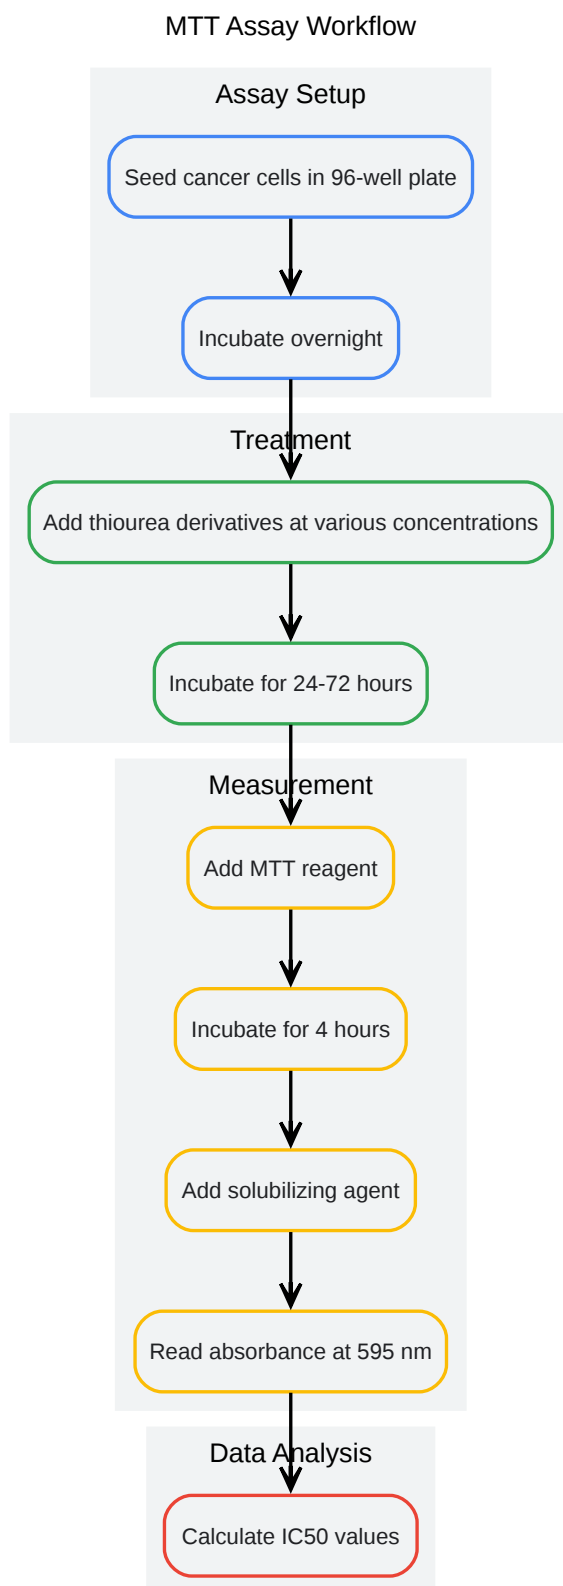 MTT Assay Workflow
Assay Setup
Seed cancer cells in 96-well plate
Incubate overnight
Treatment
Add thiourea derivatives at various concentrations
Incubate for 24-72 hours
Measurement
Add MTT reagent
Incubate for 4 hours
Add solubilizing agent
Read absorbance at 595 nm
Data Analysis
Calculate IC50 values